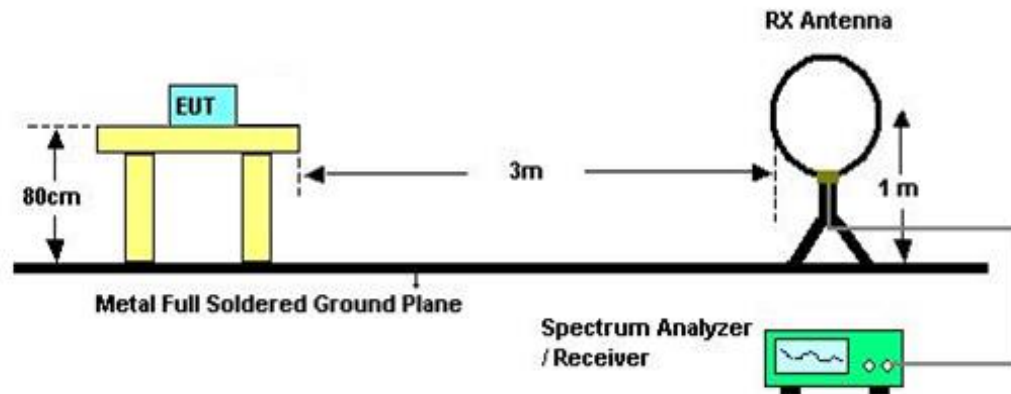 RX Antenna
EUT
3m
80cm
1 m
Metal Full Soldered Ground Plane
Spectrum Analyzer
/ Receiver